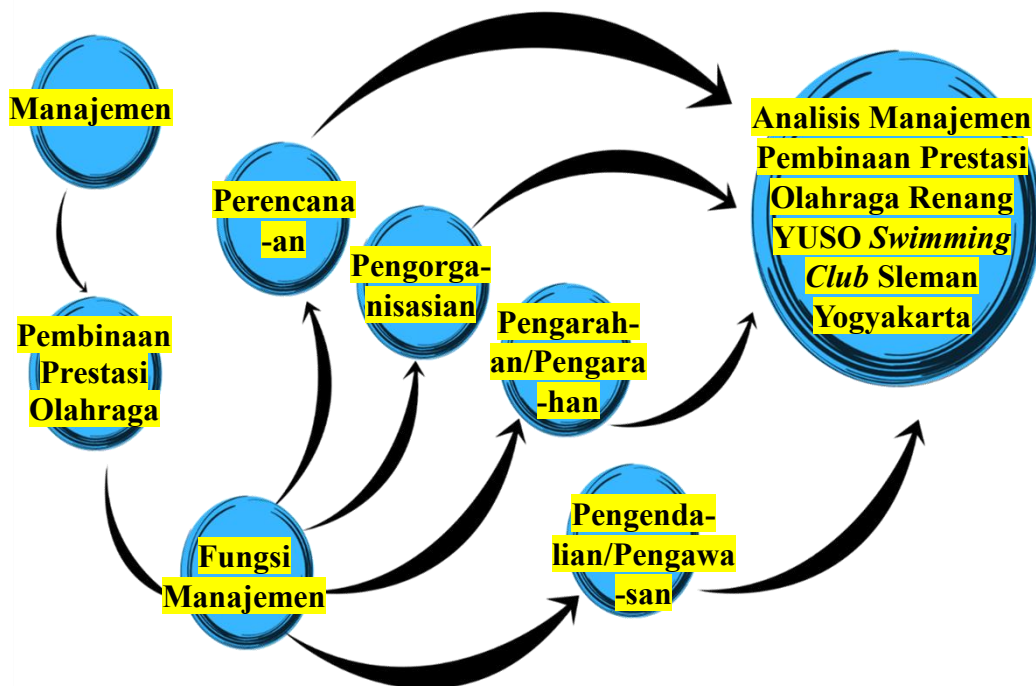 Manajemen
Pembinaan
Prestasi
Olahraga
Fungsi
Manajemen
Perencana
-an
Pengorga-
nisasian
Pengarah-
an/Pengara
-han
Pengenda-
lian/Pengawa
-san
Analisis Manajemen
Pembinaan Prestasi
Olahraga Renang
YUSO Swimming
Club Sleman
Yogyakarta